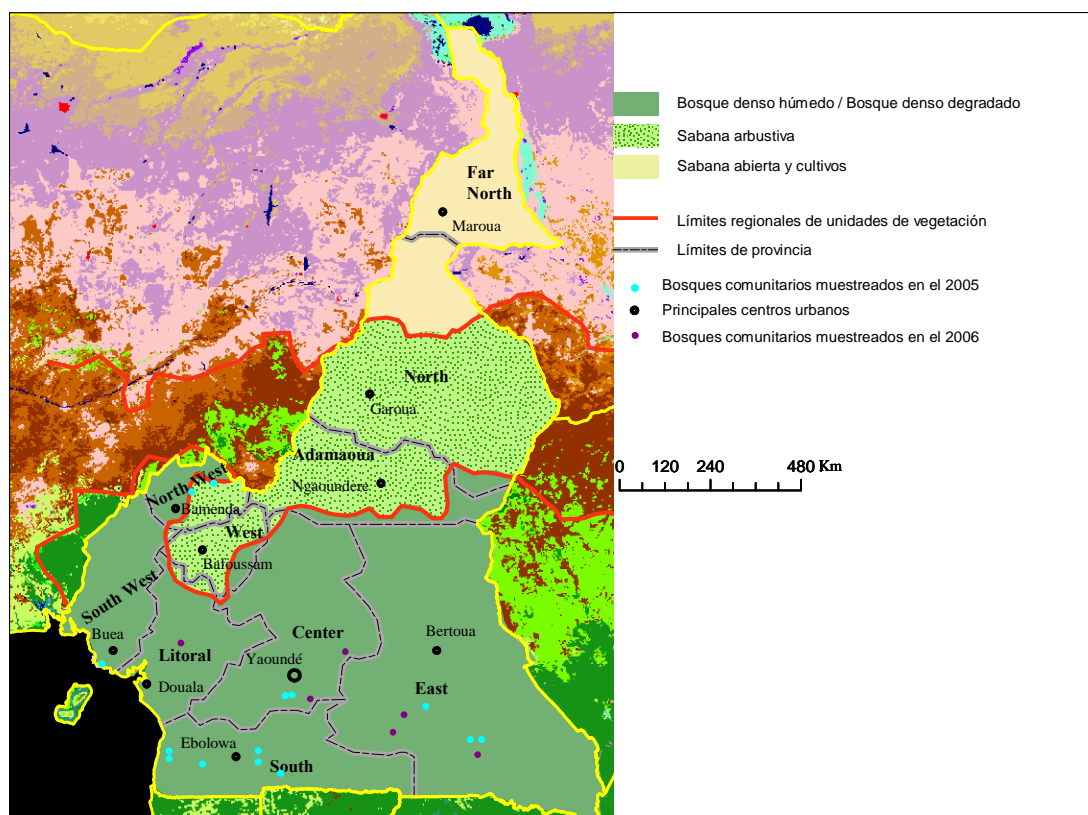 Far
North
Maroua
North
Garoua
Adamaoua
Ngaoundere
North West
Bamenda
West
Bafoussam
South West
Buea
Litoral
Douala
Center
Yaoundé
Bertoua
East
Ebolowa
South
Bosque denso húmedo / Bosque denso degradado
Sabana arbustiva
Sabana abierta y cultivos
Límites regionales de unidades de vegetación
Límites de provincia
Bosques comunitarios muestreados en el 2005
Principales centros urbanos
Bosques comunitarios muestreados en el 2006
0 120 240 480 Km